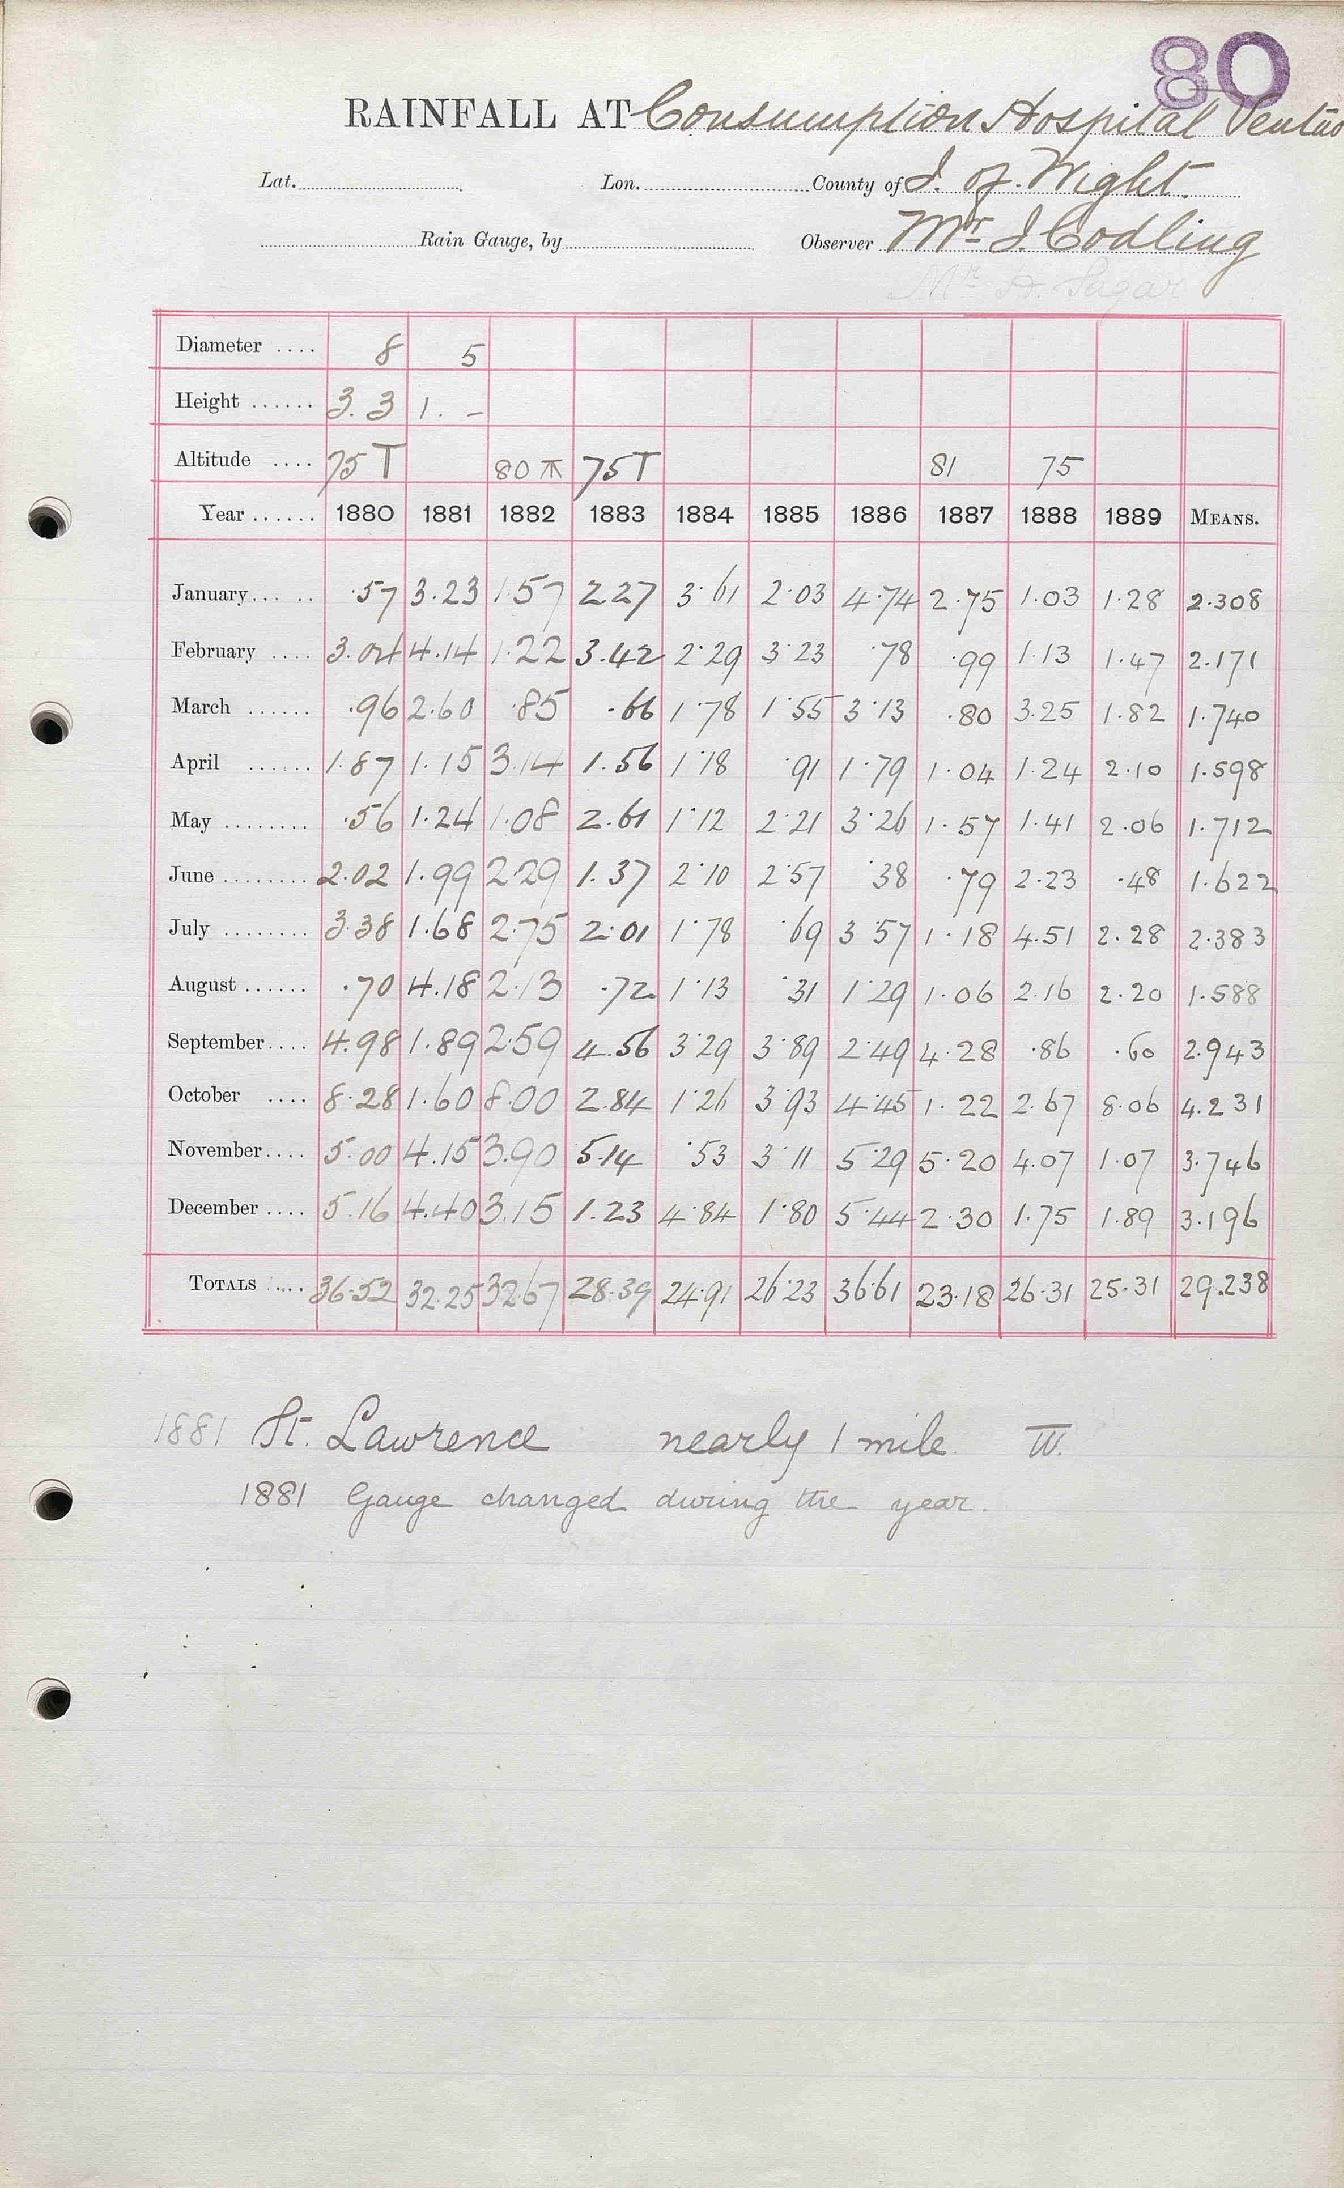 80
RAINFALL AT Consumption Hospital Ventno
Lat. Lon. County of I. of. Wight.
Rain Gauge, by Observer Mr. J. Codling
Mr. H. Sagar
Diameter .... 8 5
Height ...... 3.3 1. -
Altitude .... 75 T 80 75T 81 75
Year ...... 1880 1881 1882 1883 1884 1885 1886 1887 1888 1889 MEANS.
January... .. .57 3.23 1.57 2.27 3.61 2.03 4.74 2.75 1.03 1.28 2.308
February .... 3.04 4.14 1.22 3.42 2.29 3.23 .78 .99 1.13 1.47 2.171
March ...... .96 2.60 .85 .66 1.78 1.55 3.13 .80 3.25 1.82 1.740
April ...... 1.87 1.15 3.14 1.56 1.18 .91 1.79 1.04 1.24 2.10 1.598
May ........ .56 1.24 1.08 2.61 1.12 2.21 3.26 1.57 1.41 2.06 1.712
June ........ 2.02 1.99 2.29 1.37 2.10 2.57 .38 .79 2.23 .48 1.622
July ........ 3.38 1.68 2.75 2.01 1.78 .69 3.57 1.18 4.51 2.28 2.383
August ...... .70 4.18 2.13 .72 1.13 .31 1.29 1.06 2.16 2.20 1.588
September.... 4.98 1.89 2.59 4.56 3.29 3.89 2.49 4.28 .86 .60 2.943
October .... 8.28 1.60 8.00 2.84 1.26 3.93 4.45 1.22 2.67 8.06 4.231
November.... 5.00 4.15 3.90 5.14 .53 3.11 5.29 5.20 4.07 1.07 3.746
December .... 5.16 4.40 3.15 1.23 4.84 1.80 5.44 2.30 1.75 1.89 3.196
TOTALS .... 36.52 32.25 32.67 28.39 24.91 26.23 36.61 23.18 26.31 25.31 29.238
1881 St. Lawrence nearly 1 mile W.
1881 Gauge changed during the year.